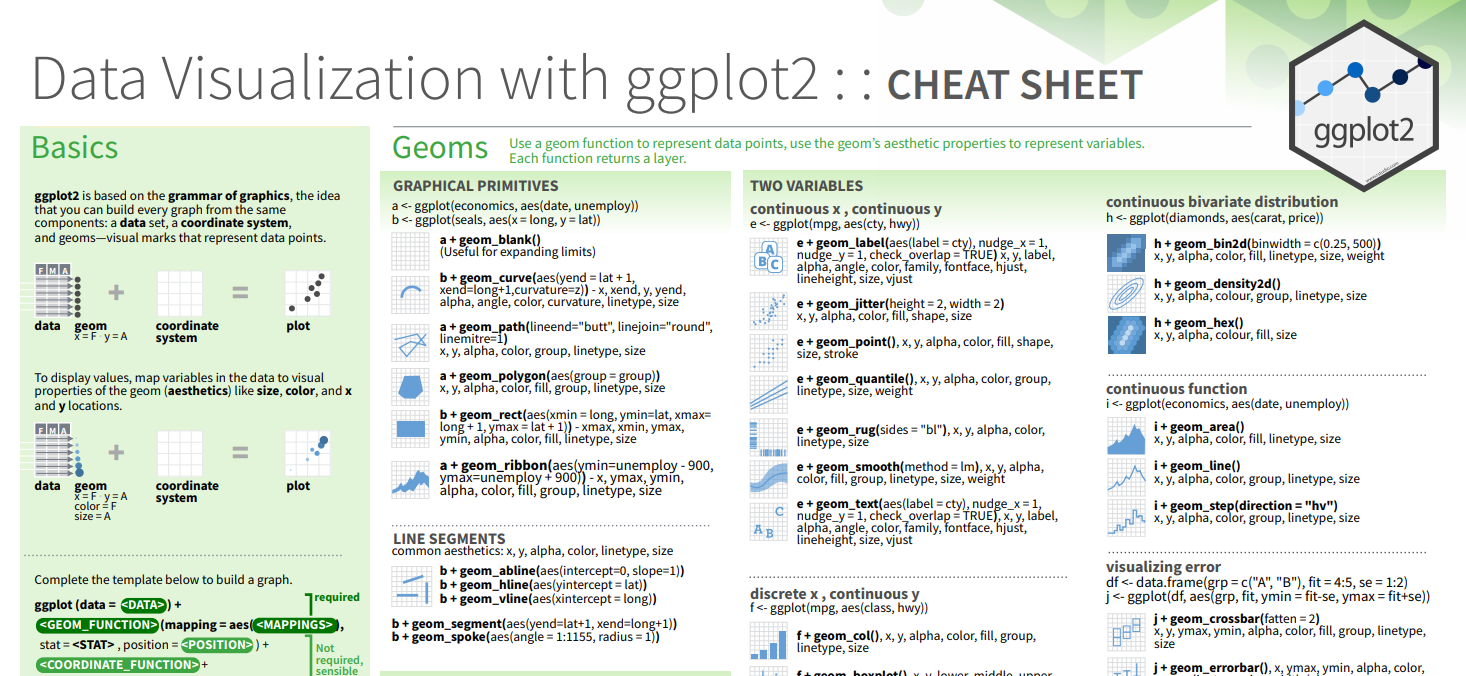 Data Visualization with ggplot2 : : CHEAT SHEET
ggplot2
Basics
ggplot2 is based on the grammar of graphics, the idea
that you can build every graph from the same
components: a data set, a coordinate system,
and geoms—visual marks that represent data points.
F M A
data geom
x = F · y = A
coordinate
system
plot
To display values, map variables in the data to visual
properties of the geom (aesthetics) like size, color, and x
and y locations.
F M A
data geom
x = F · y = A
color = F
size = A
coordinate
system
plot
Complete the template below to build a graph.
required
ggplot (data = <DATA>) +
<GEOM_FUNCTION>(mapping = aes(<MAPPINGS>),
stat = <STAT> , position = <POSITION>) +
<COORDINATE_FUNCTION>+
Not
required,
sensible
Geoms
Use a geom function to represent data points, use the geom's aesthetic properties to represent variables.
Each function returns a layer.
GRAPHICAL PRIMITIVES
a <- ggplot(economics, aes(date, unemploy))
b <- ggplot(seals, aes(x = long, y = lat))
a + geom_blank()
(Useful for expanding limits)
b + geom_curve(aes(yend = lat + 1,
xend=long+1,curvature=z)) - x, xend, y, yend,
alpha, angle, color, curvature, linetype, size
a + geom_path(lineend="butt", linejoin="round",
linemitre=1)
x, y, alpha, color, group, linetype, size
a + geom_polygon(aes(group = group))
x, y, alpha, color, fill, group, linetype, size
b + geom_rect(aes(xmin = long, ymin=lat, xmax=
long + 1, ymax = lat + 1)) - xmax, xmin, ymax,
ymin, alpha, color, fill, linetype, size
a + geom_ribbon(aes(ymin=unemploy - 900,
ymax=unemploy + 900)) - x, ymax, ymin,
alpha, color, fill, group, linetype, size
LINE SEGMENTS
common aesthetics: x, y, alpha, color, linetype, size
b + geom_abline(aes(intercept=0, slope=1))
b + geom_hline(aes(yintercept = lat))
b + geom_vline(aes(xintercept = long))
b + geom_segment(aes(yend=lat+1, xend=long+1))
b + geom_spoke(aes(angle = 1:1155, radius = 1))
TWO VARIABLES
continuous x , continuous y
e <- ggplot(mpg, aes(cty, hwy))
A
B C
e + geom_label(aes(label = cty), nudge_x = 1,
nudge_y = 1, check_overlap = TRUE) x, y, label,
alpha, angle, color, family, fontface, hjust,
lineheight, size, vjust
e + geom_jitter(height = 2, width = 2)
x, y, alpha, color, fill, shape, size
e + geom_point(), x, y, alpha, color, fill, shape,
size, stroke
e + geom_quantile(), x, y, alpha, color, group,
linetype, size, weight
e + geom_rug(sides = "bl"), x, y, alpha, color,
linetype, size
e + geom_smooth(method = lm), x, y, alpha,
color, fill, group, linetype, size, weight
C
A B
e + geom_text(aes(label = cty), nudge_x = 1,
nudge_y = 1, check_overlap = TRUE), x, y, label,
alpha, angle, color, family, fontface, hjust,
lineheight, size, vjust
discrete x , continuous y
f <- ggplot(mpg, aes(class, hwy))
f + geom_col(), x, y, alpha, color, fill, group,
linetype, size
f + geom_boxplot(), x, y, lower, middle, upper,
continuous bivariate distribution
h <- ggplot(diamonds, aes(carat, price))
h + geom_bin2d(binwidth = c(0.25, 500))
x, y, alpha, color, fill, linetype, size, weight
h + geom_density2d()
x, y, alpha, colour, group, linetype, size
h + geom_hex()
x, y, alpha, colour, fill, size
continuous function
i <- ggplot(economics, aes(date, unemploy))
i + geom_area()
x, y, alpha, color, fill, linetype, size
i + geom_line()
x, y, alpha, color, group, linetype, size
i + geom_step(direction = "hv")
x, y, alpha, color, group, linetype, size
visualizing error
df <- data.frame(grp = c("A", "B"), fit = 4:5, se = 1:2)
j <- ggplot(df, aes(grp, fit, ymin = fit-se, ymax = fit+se))
j + geom_crossbar(fatten = 2)
x, y, ymax, ymin, alpha, color, fill, group, linetype,
size
j + geom_errorbar(), x, ymax, ymin, alpha, color,